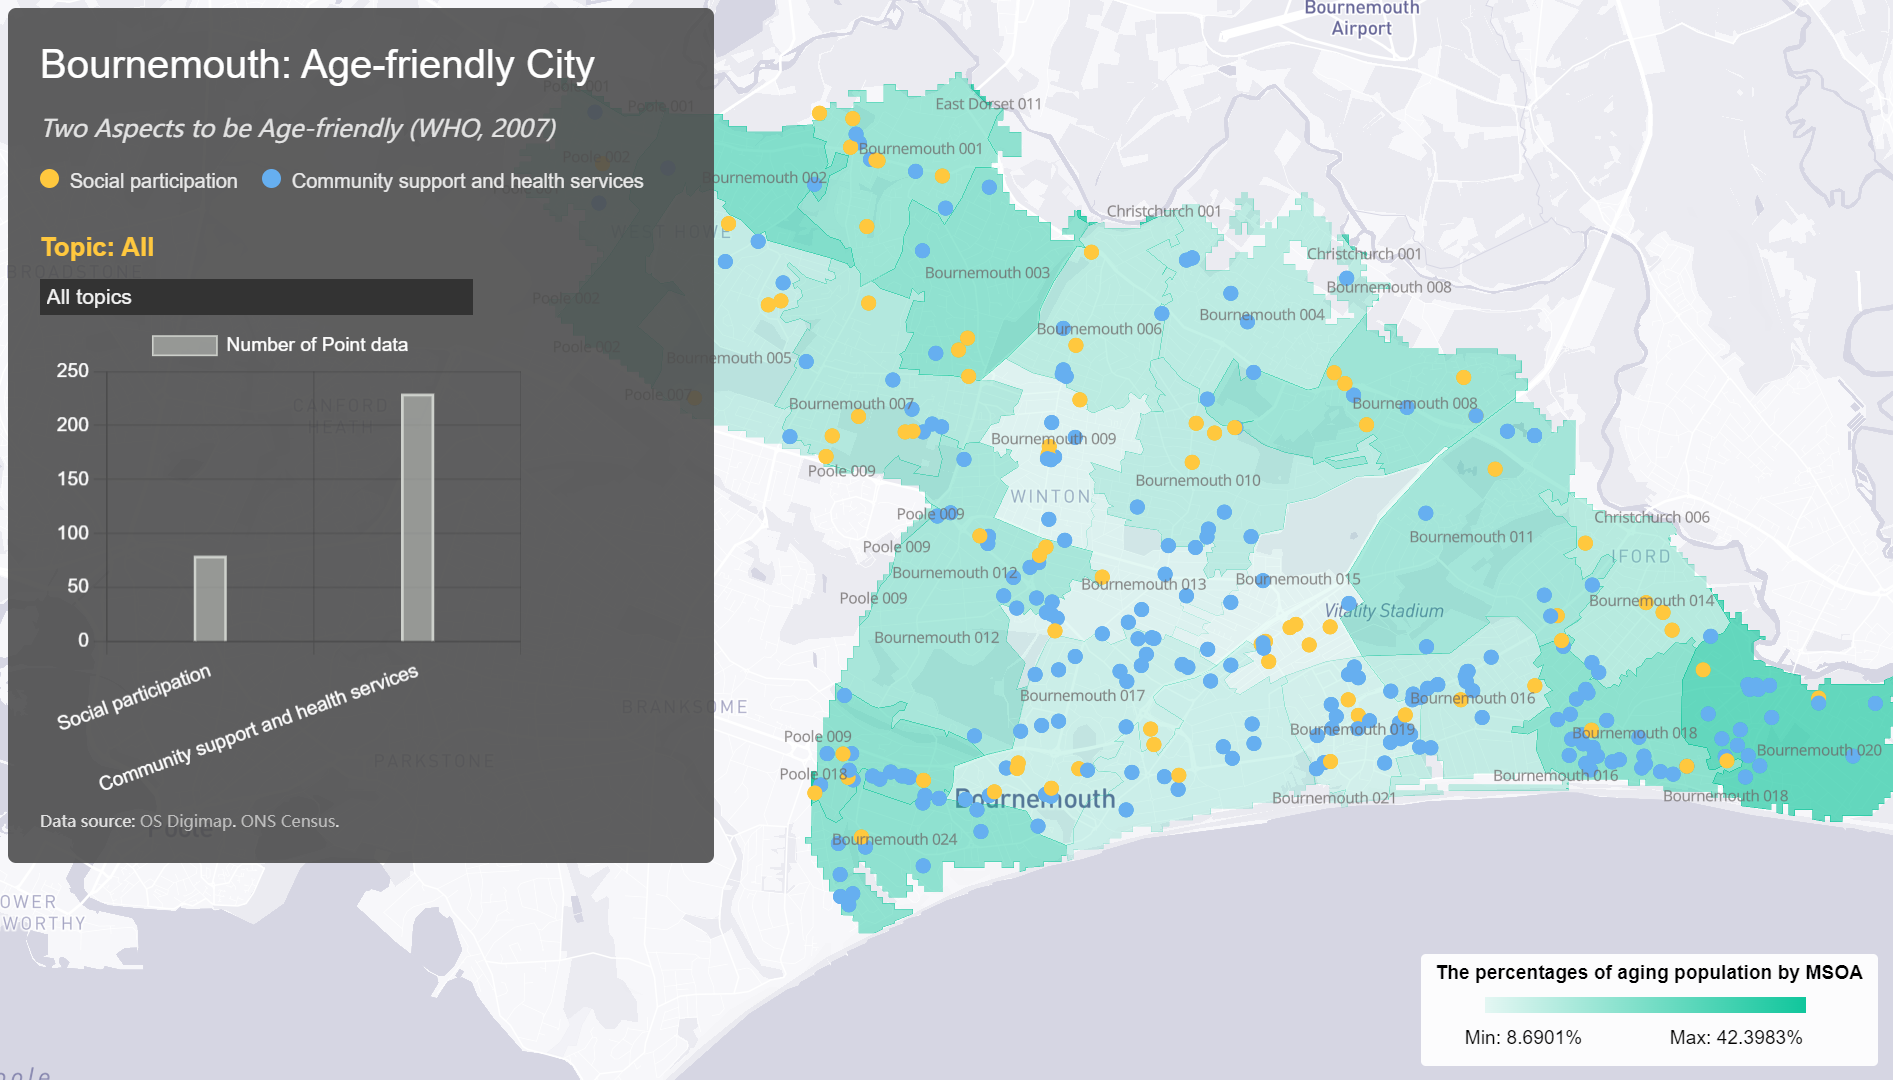 Bournemouth: Age-friendly City
Two Aspects to be Age-friendly (WHO, 2007)
Social participation
Community support and health services
Topic: All
All topics
Number of Point data
250
200
150
100
50
0
Social participation
Community support and health services
Data source: OS Digimap. ONS Census.
Poole 001
Poole 001
Poole 002
WEST HOWE
BROADSTONE
Poole 002
Poole 002
Poole 007
CANFORD
HEATH
BRANKSOME
PARKSTONE
Poole
OWER
WORTHY
oole
Bournemouth
Airport
East Dorset 011
Bournemouth 001
Bournemouth 002
Christchurch 001
Christchurch 001
Bournemouth 003
Bournemouth 008
Bournemouth 004
Bournemouth 006
Bournemouth 005
Bournemouth 007
Bournemouth 008
Bournemouth 009
Poole 009
Bournemouth 010
WINTON
Poole 009
Christchurch 006
Bournemouth 011
Poole 009
IFORD
Bournemouth 012
Bournemouth 013
Bournemouth 015
Poole 009
Bournemouth 014
Vitality Stadium
Bournemouth 012
Bournemouth 017
Bournemouth 016
Bournemouth 019
Bournemouth 018
Poole 009
Bournemouth 020
Poole 018
Bournemouth 016
Bournemouth
Bournemouth 021
Bournemouth 018
Bournemouth 024
The percentages of aging population by MSOA
Min: 8.6901%
Max: 42.3983%